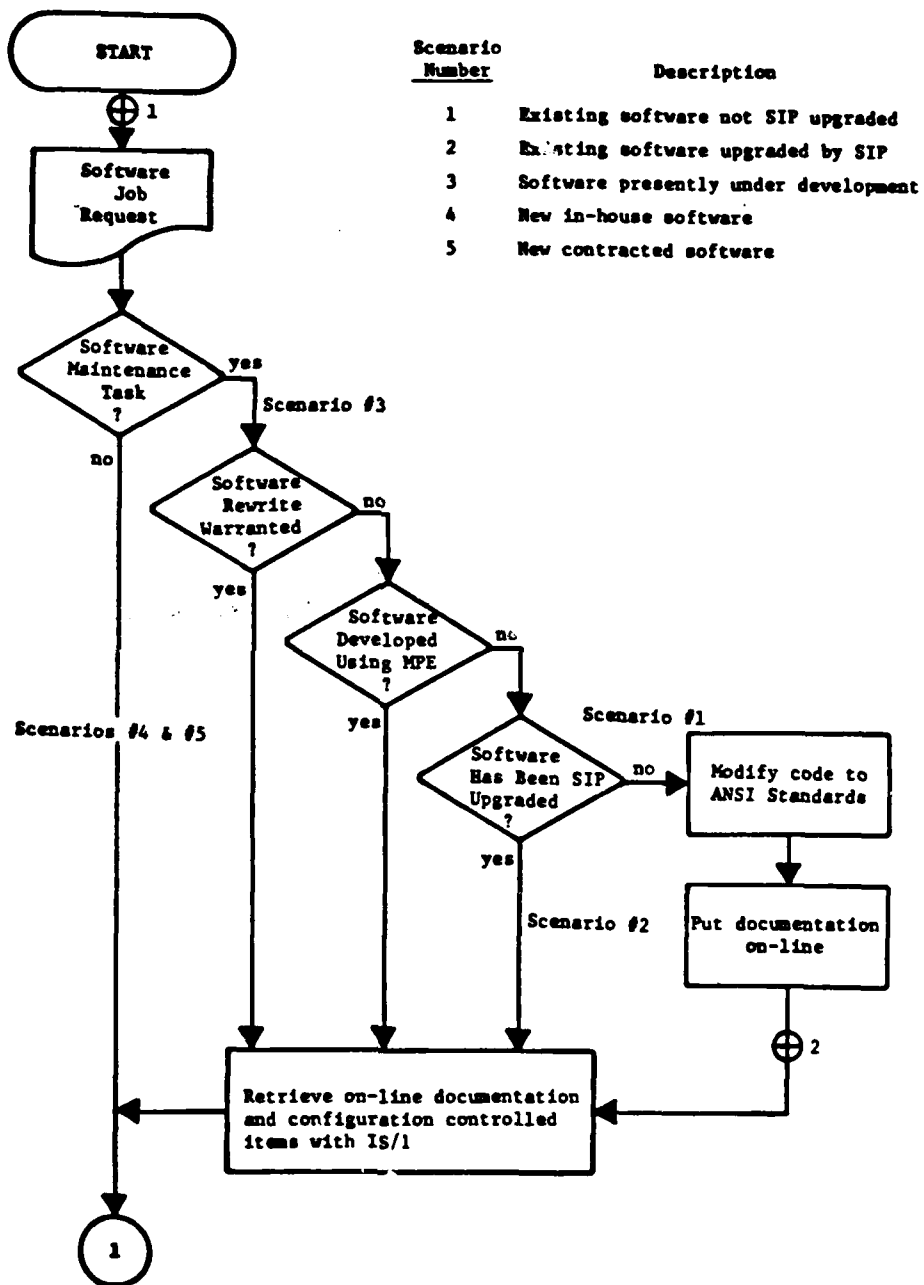 START
1
Software
Job
Request
Scenario
Number
Description
1 Existing software not SIP upgraded
2 Existing software upgraded by SIP
3 Software presently under development
4 New in-house software
5 New contracted software
Software
Maintenance
Task
?
yes
no
Scenario #3
Software
Rewrite
Warranted
?
no
yes
Software
Developed
Using MPE
?
no
yes
Scenarios #4 & #5
Scenario #1
Software
Has Been SIP
Upgraded
?
no
yes
Modify code to
ANSI Standards
Scenario #2
Put documentation
on-line
2
Retrieve on-line documentation
and configuration controlled
items with IS/1
1